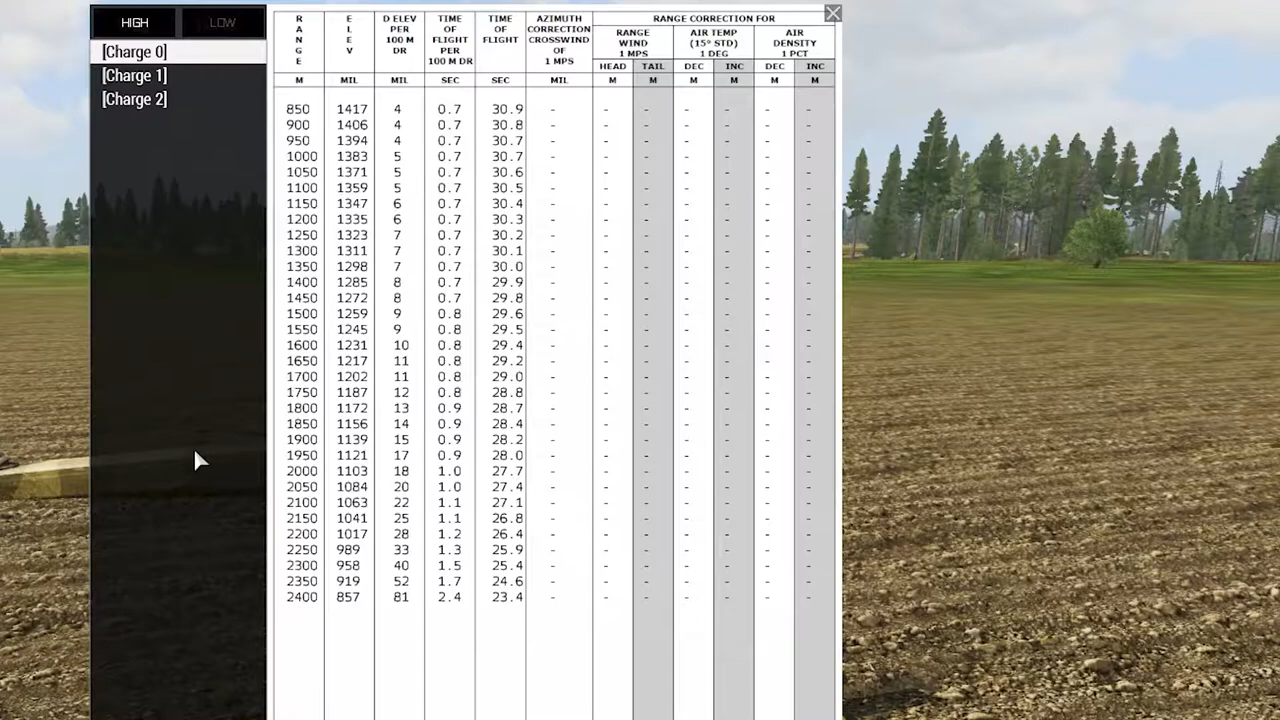 HIGH LOW
[Charge 0]
[Charge 1]
[Charge 2]
RANGE ELEV D ELEV PER 100 M DR TIME OF FLIGHT PER 100 M DR TIME OF FLIGHT AZIMUTH CORRECTION CROSSWIND OF 1 MPS RANGE CORRECTION FOR
RANGE WIND 1 MPS AIR TEMP (15° STD) 1 DEG AIR DENSITY 1 PCT
HEAD TAIL DEC INC DEC INC
M MIL MIL SEC SEC MIL M M M M M M
850 1417 4 0.7 30.9 - - - - - - -
900 1406 4 0.7 30.8 - - - - - - -
950 1394 4 0.7 30.7 - - - - - - -
1000 1383 5 0.7 30.7 - - - - - - -
1050 1371 5 0.7 30.6 - - - - - - -
1100 1359 5 0.7 30.5 - - - - - - -
1150 1347 6 0.7 30.4 - - - - - - -
1200 1335 6 0.7 30.3 - - - - - - -
1250 1323 7 0.7 30.2 - - - - - - -
1300 1311 7 0.7 30.1 - - - - - - -
1350 1298 7 0.7 30.0 - - - - - - -
1400 1285 8 0.7 29.9 - - - - - - -
1450 1272 8 0.7 29.8 - - - - - - -
1500 1259 9 0.8 29.6 - - - - - - -
1550 1245 9 0.8 29.5 - - - - - - -
1600 1231 10 0.8 29.4 - - - - - - -
1650 1217 11 0.8 29.2 - - - - - - -
1700 1202 11 0.8 29.0 - - - - - - -
1750 1187 12 0.8 28.8 - - - - - - -
1800 1172 13 0.9 28.7 - - - - - - -
1850 1156 14 0.9 28.4 - - - - - - -
1900 1139 15 0.9 28.2 - - - - - - -
1950 1121 17 0.9 28.0 - - - - - - -
2000 1103 18 1.0 27.7 - - - - - - -
2050 1084 20 1.0 27.4 - - - - - - -
2100 1063 22 1.1 27.1 - - - - - - -
2150 1041 25 1.1 26.8 - - - - - - -
2200 1017 28 1.2 26.4 - - - - - - -
2250 989 33 1.3 25.9 - - - - - - -
2300 958 40 1.5 25.4 - - - - - - -
2350 919 52 1.7 24.6 - - - - - - -
2400 857 81 2.4 23.4 - - - - - - -